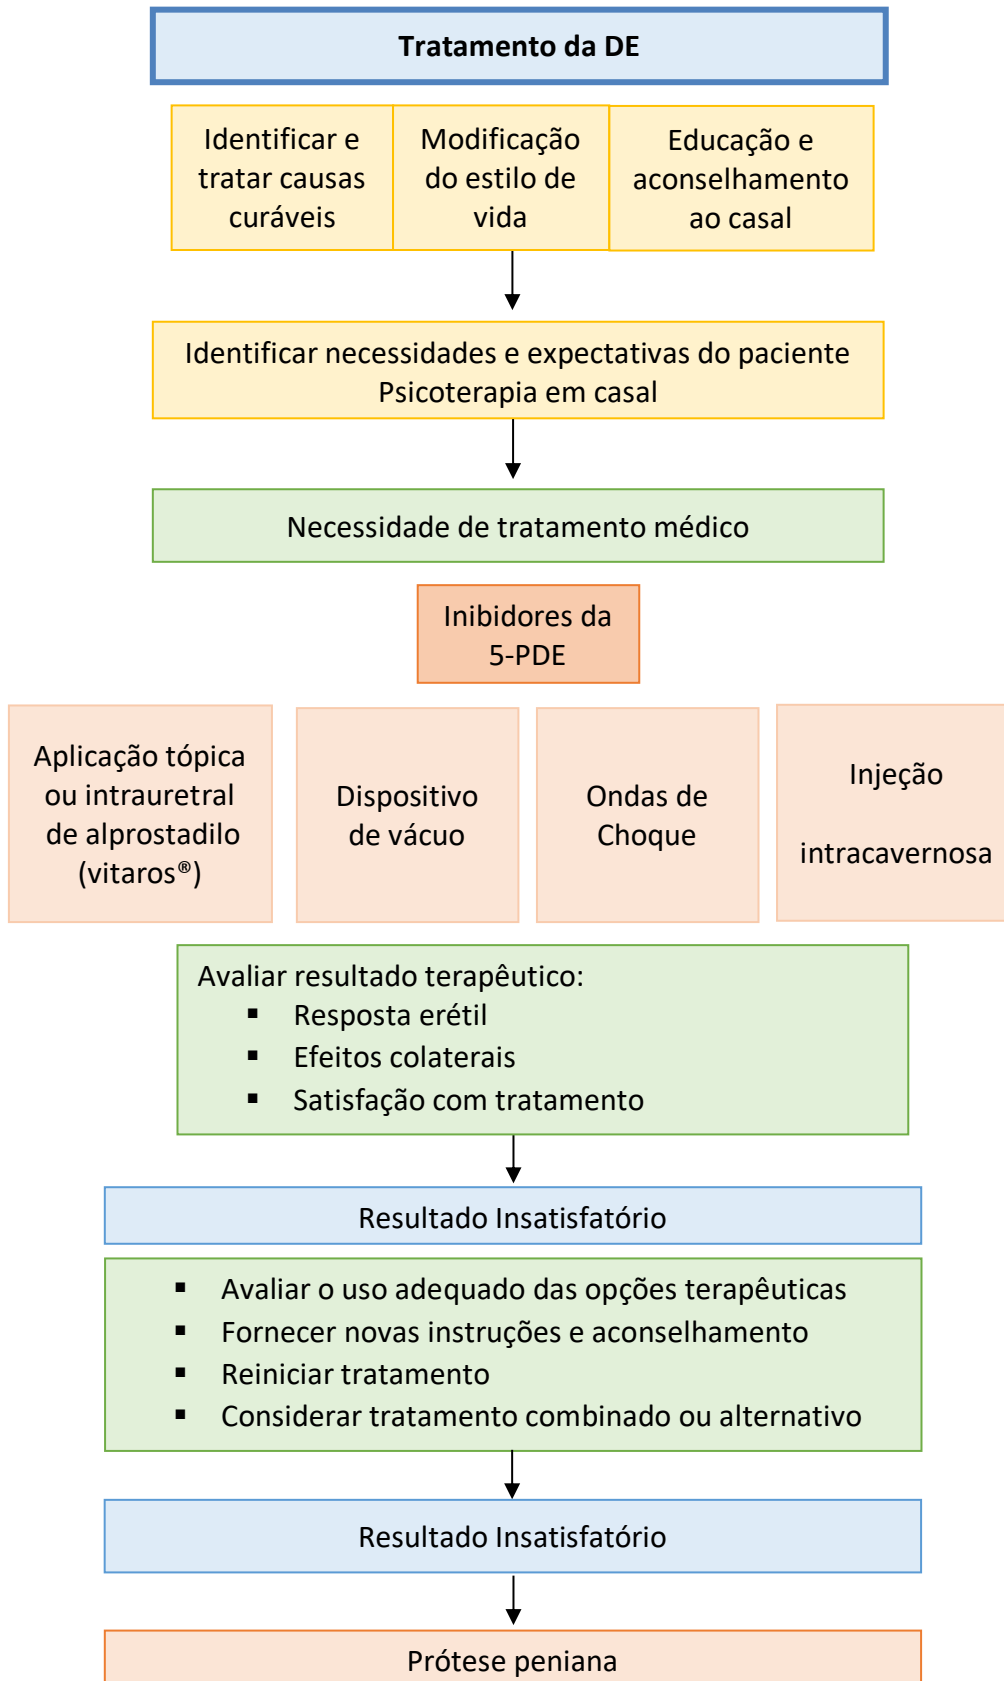 Tratamento da DE
Identificar e
tratar causas
curáveis
Modificação
do estilo de
vida
Educação e
aconselhamento
ao casal
Identificar necessidades e expectativas do paciente
Psicoterapia em casal
Necessidade de tratamento médico
Inibidores da
5-PDE
Aplicação tópica
ou intrauretral
de alprostadilo
(vitaros®)
Dispositivo
de vácuo
Ondas de
Choque
Injeção
intracavernosa
Avaliar resultado terapêutico:
▪ Resposta erétil
▪ Efeitos colaterais
▪ Satisfação com tratamento
Resultado Insatisfatório
▪ Avaliar o uso adequado das opções terapêuticas
▪ Fornecer novas instruções e aconselhamento
▪ Reiniciar tratamento
▪ Considerar tratamento combinado ou alternativo
Resultado Insatisfatório
Prótese peniana